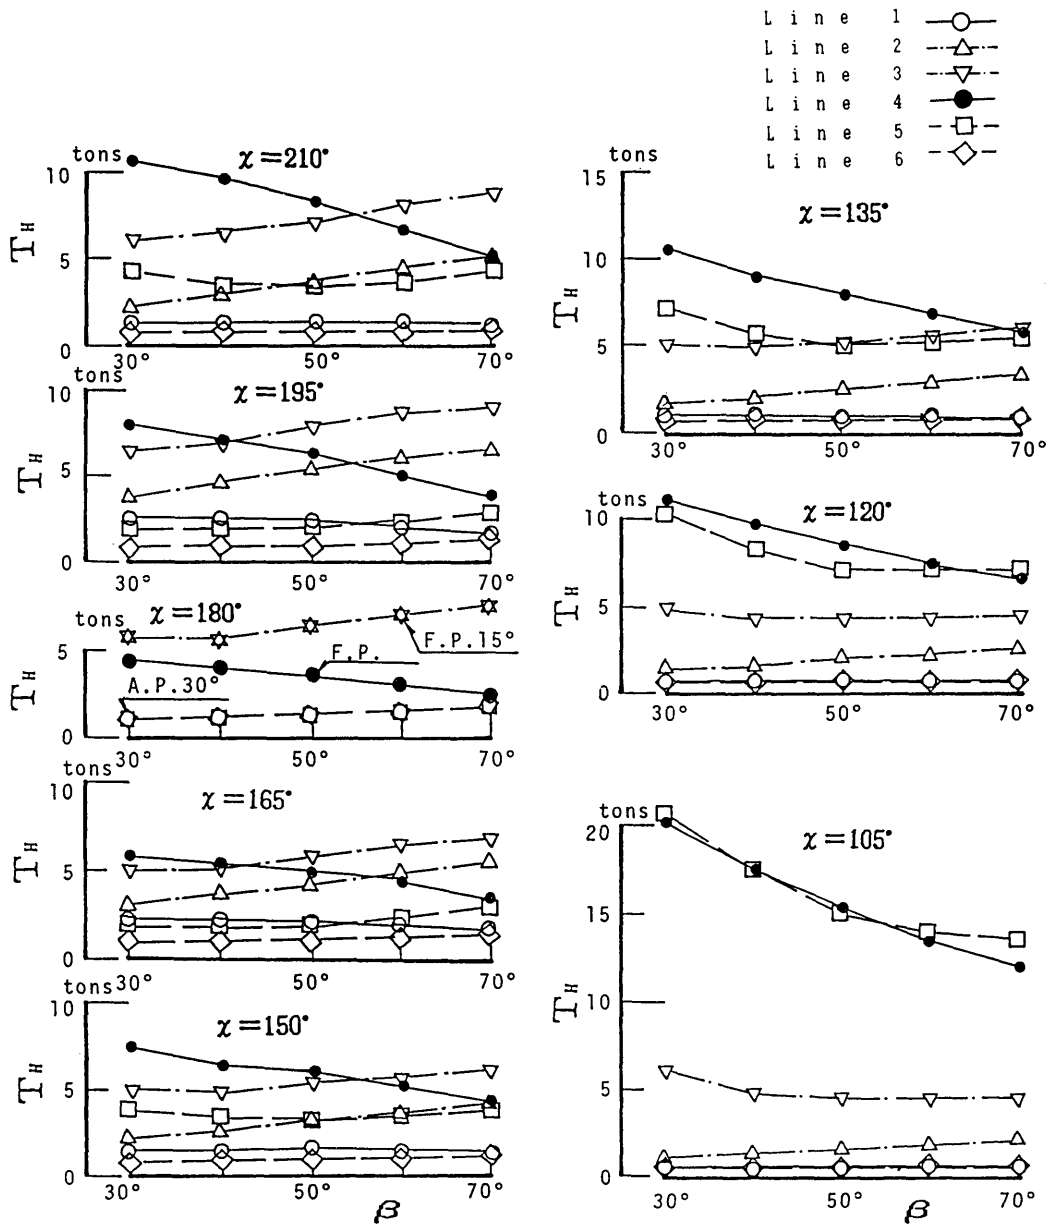 Line 1
Line 2
Line 3
Line 4
Line 5
Line 6
tons
χ=210°
10
T_H
5
0
30° 50° 70°
tons
χ=195°
10
T_H
5
0
30° 50° 70°
tons
χ=180°
5
T_H
F.P.15°
F.P.
A.P.30°
0
30° 50° 70°
tons
χ=165°
10
T_H
5
0
30° 50° 70°
tons
χ=150°
10
T_H
5
0
30° 50° 70°
β
tons
15
χ=135°
10
T_H
5
0
30° 50° 70°
tons
χ=120°
10
T_H
5
0
30° 50° 70°
tons
χ=105°
20
15
T_H
10
5
0
30° 50° 70°
β